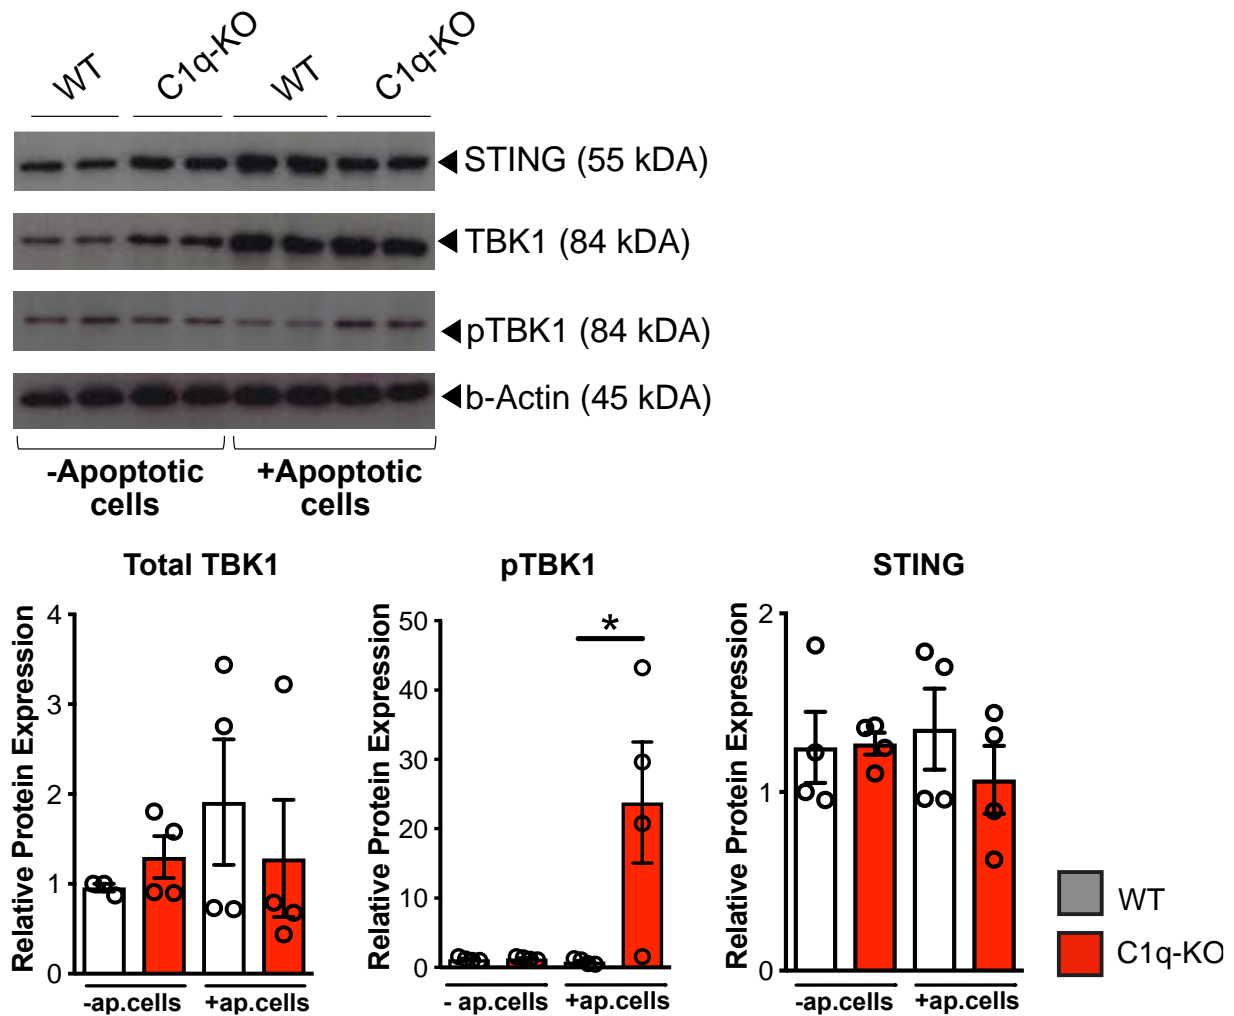 WT
C1q-KO
WT
C1q-KO
STING (55 kDA)
TBK1 (84 kDA)
pTBK1 (84 kDA)
b-Actin (45 kDA)
-Apoptotic
cells
+Apoptotic
cells
Total TBK1
Relative Protein Expression
4
3
2
1
0
-ap.cells
+ap.cells
pTBK1
Relative Protein Expression
50
40
30
20
10
0
*
- ap.cells
+ap.cells
STING
Relative Protein Expression
2
1
0
-ap.cells
+ap.cells
WT
C1q-KO